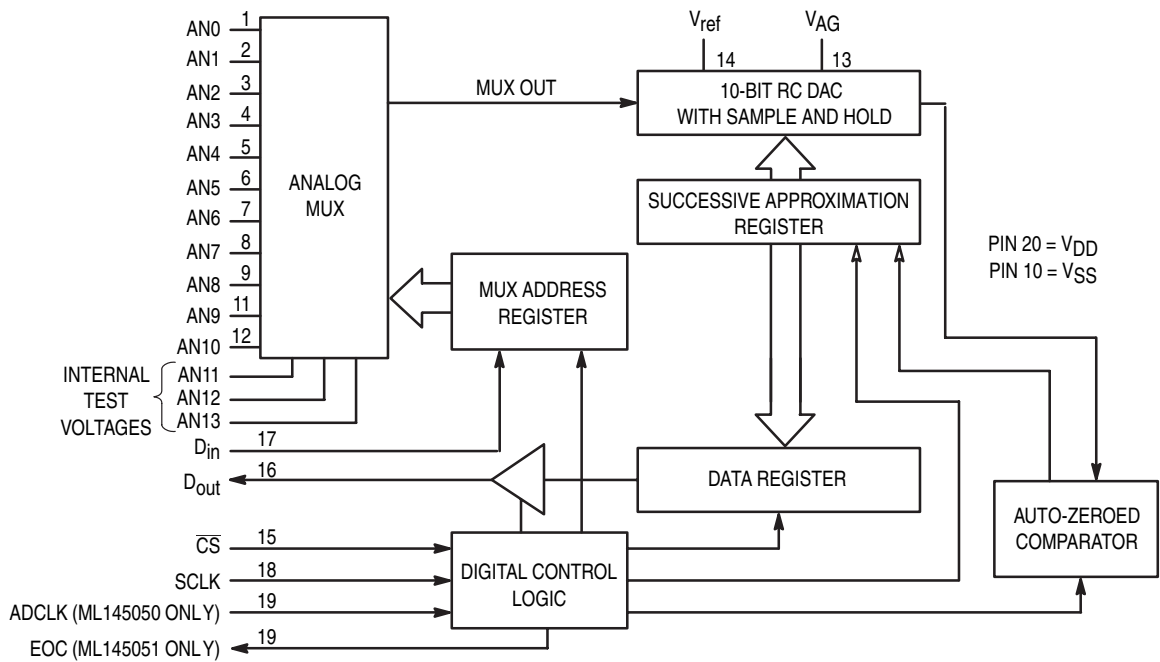 AN0 1
AN1 2
AN2 3
AN3 4
AN4 5
AN5 6
AN6 7
AN7 8
AN8 9
AN9 11
AN10 12
INTERNAL
TEST
VOLTAGES
AN11
AN12
AN13
Din 17
Dout 16
CS 15
SCLK 18
ADCLK (ML145050 ONLY) 19
EOC (ML145051 ONLY) 19
ANALOG
MUX
MUX OUT
Vref
14
VAG
13
10-BIT RC DAC
WITH SAMPLE AND HOLD
SUCCESSIVE APPROXIMATION
REGISTER
MUX ADDRESS
REGISTER
PIN 20 = VDD
PIN 10 = VSS
DATA REGISTER
DIGITAL CONTROL
LOGIC
AUTO-ZEROED
COMPARATOR